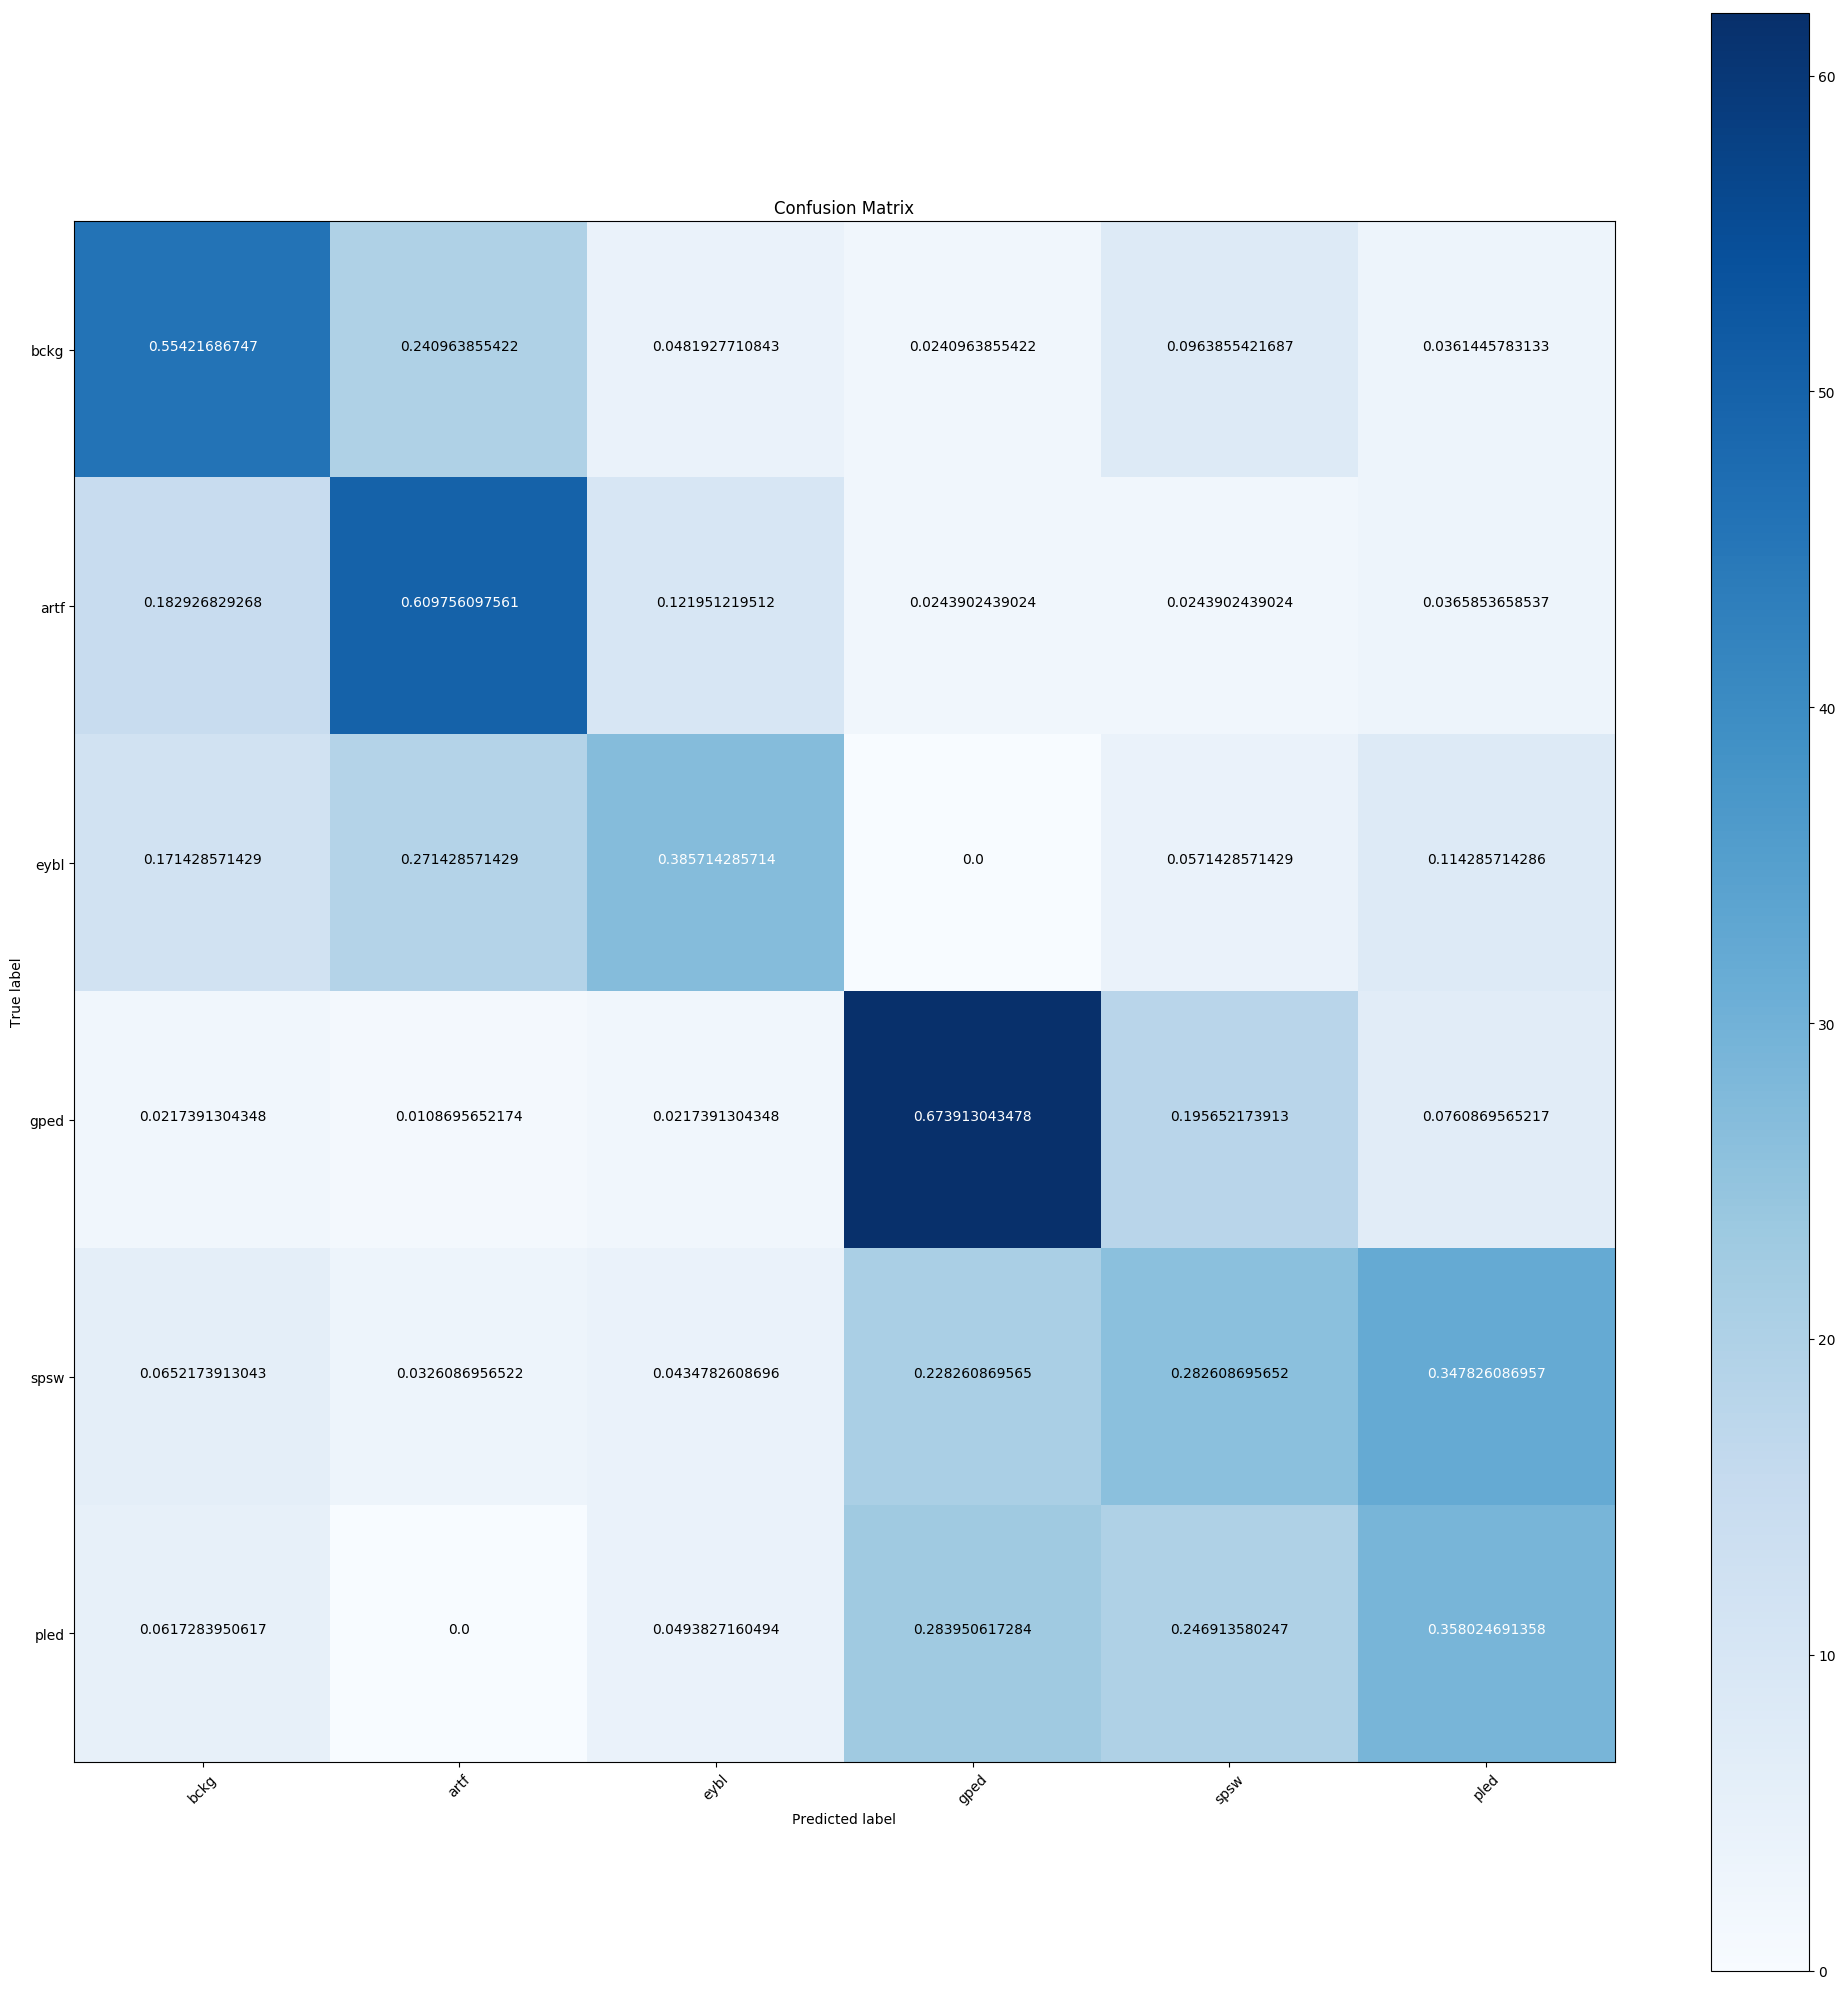 Confusion Matrix
60
50
40
30
20
10
0
True label
bckg 0.55421686747 0.240963855422 0.0481927710843 0.0240963855422 0.0963855421687 0.0361445783133
artf 0.182926829268 0.609756097561 0.121951219512 0.0243902439024 0.0243902439024 0.0365853658537
eybl 0.171428571429 0.271428571429 0.385714285714 0.0 0.0571428571429 0.114285714286
gped 0.0217391304348 0.0108695652174 0.0217391304348 0.673913043478 0.195652173913 0.0760869565217
spsw 0.0652173913043 0.0326086956522 0.0434782608696 0.228260869565 0.282608695652 0.347826086957
pled 0.0617283950617 0.0 0.0493827160494 0.283950617284 0.246913580247 0.358024691358
bckg artf eybl gped spsw pled
Predicted label